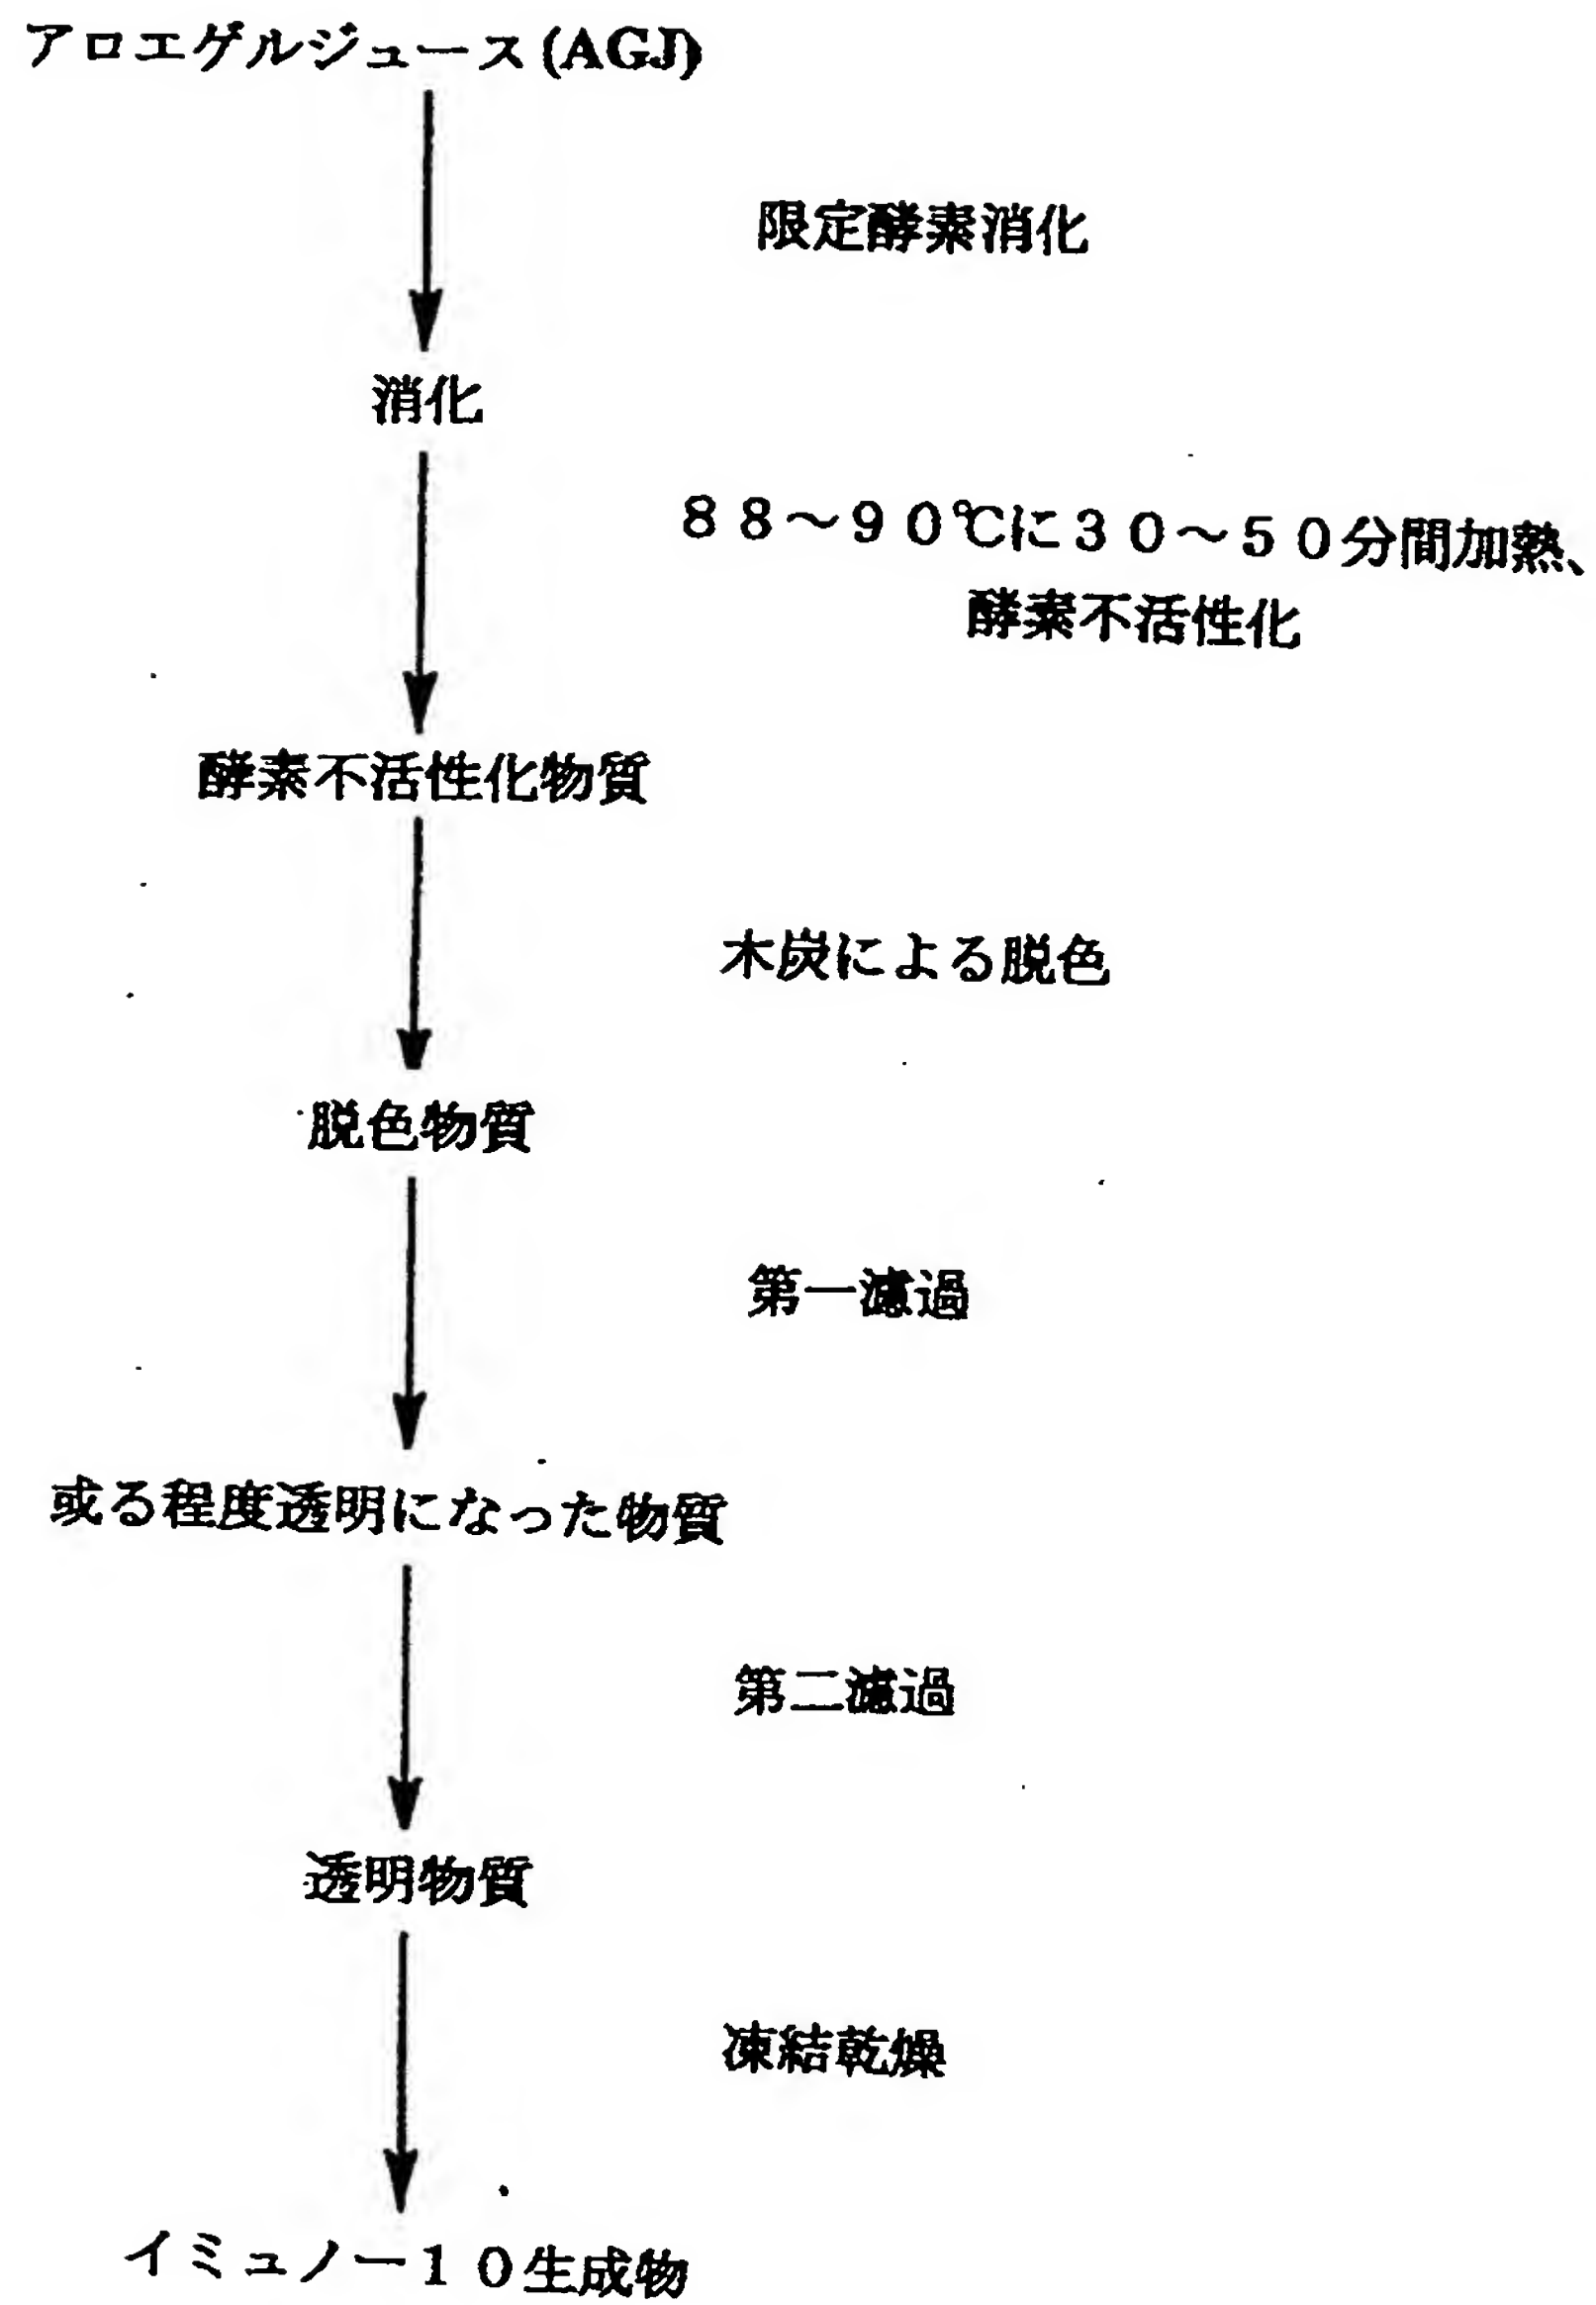 アロエゲルジュース(AGJ)
限定酵素消化
消化
88~90℃に30~50分間加熱、
酵素不活性化
酵素不活性化物質
木炭による脱色
脱色物質
第一濾過
或る程度透明になった物質
第二濾過
透明物質
凍結乾燥
イミュノー10生成物